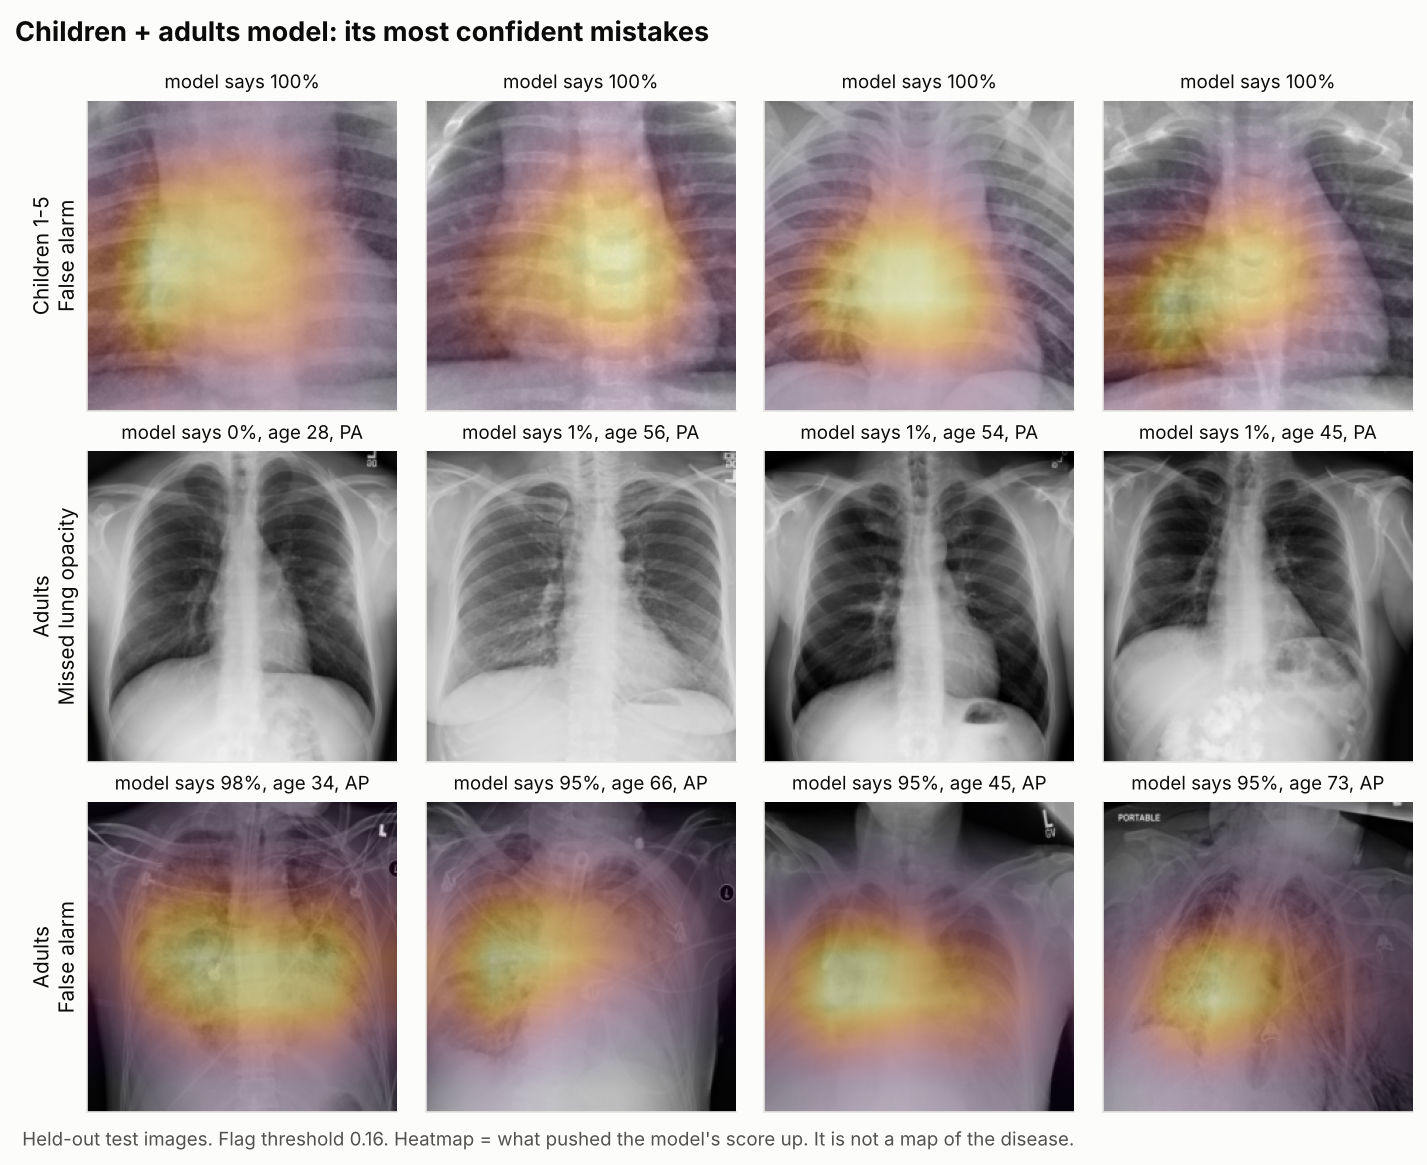 Children + adults model: its most confident mistakes
model says 100%
model says 100%
model says 100%
model says 100%
Children 1-5
False alarm
model says 0%, age 28, PA
model says 1%, age 56, PA
model says 1%, age 54, PA
model says 1%, age 45, PA
Adults
Missed lung opacity
model says 98%, age 34, AP
model says 95%, age 66, AP
model says 95%, age 45, AP
model says 95%, age 73, AP
Adults
False alarm
L
L
PORTABLE
Held-out test images. Flag threshold 0.16. Heatmap = what pushed the model's score up. It is not a map of the disease.